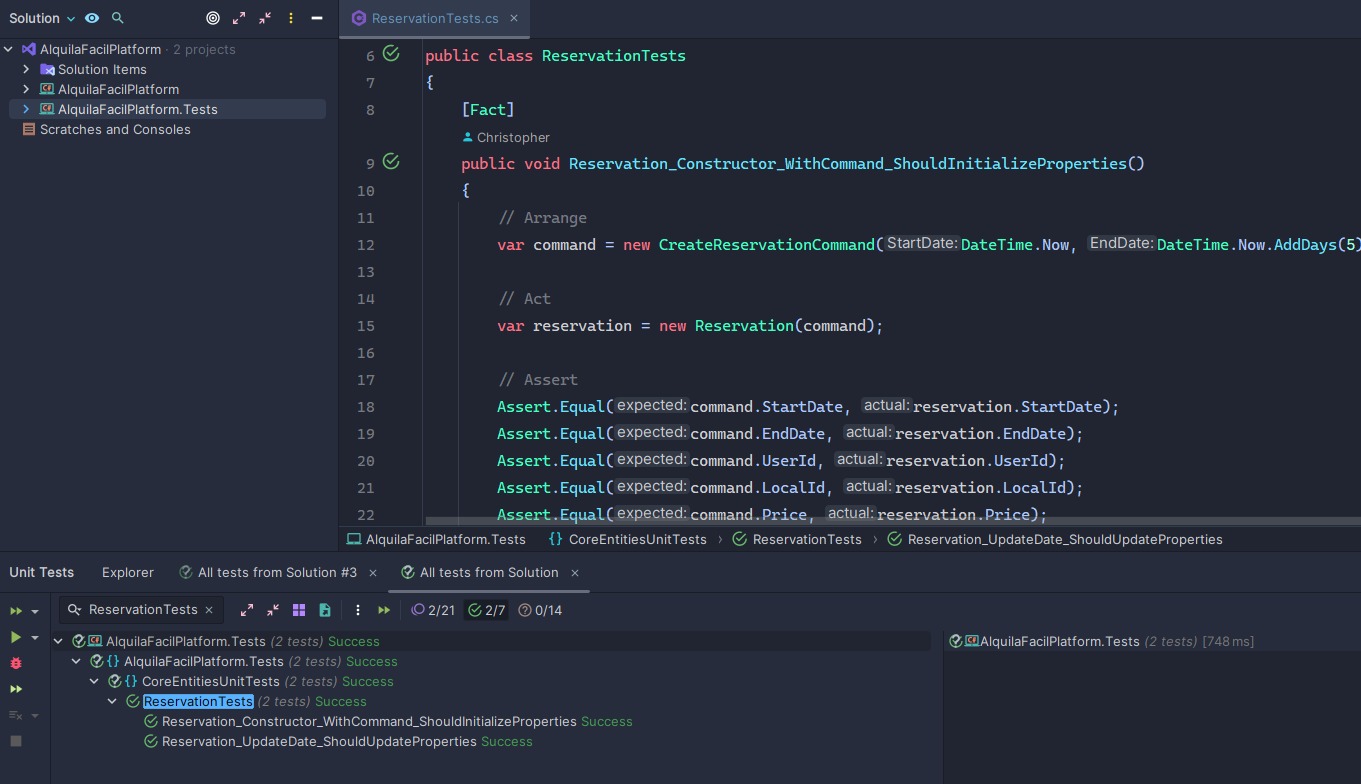 Solution
ReservationTests.cs ×
AlquilaFacilPlatform · 2 projects
Solution Items
AlquilaFacilPlatform
AlquilaFacilPlatform.Tests
Scratches and Consoles
6 public class ReservationTests
7 {
8 [Fact]
Christopher
9 public void Reservation_Constructor_WithCommand_ShouldInitializeProperties()
10 {
11 // Arrange
12 var command = new CreateReservationCommand( StartDate: DateTime.Now, EndDate: DateTime.Now.AddDays(5)
13
14 // Act
15 var reservation = new Reservation(command);
16
17 // Assert
18 Assert.Equal( expected: command.StartDate, actual: reservation.StartDate);
19 Assert.Equal( expected: command.EndDate, actual: reservation.EndDate);
20 Assert.Equal( expected: command.UserId, actual: reservation.UserId);
21 Assert.Equal( expected: command.LocalId, actual: reservation.LocalId);
22 Assert.Equal( expected: command.Price, actual: reservation.Price);
AlquilaFacilPlatform.Tests {} CoreEntitiesUnitTests › ReservationTests › Reservation_UpdateDate_ShouldUpdateProperties
Unit Tests Explorer All tests from Solution #3 × All tests from Solution ×
ReservationTests × 2/21 2/7 0/14
AlquilaFacilPlatform.Tests (2 tests) Success
{} AlquilaFacilPlatform.Tests (2 tests) Success
{} CoreEntitiesUnitTests (2 tests) Success
ReservationTests (2 tests) Success
Reservation_Constructor_WithCommand_ShouldInitializeProperties Success
Reservation_UpdateDate_ShouldUpdateProperties Success
AlquilaFacilPlatform.Tests (2 tests) [748 ms]